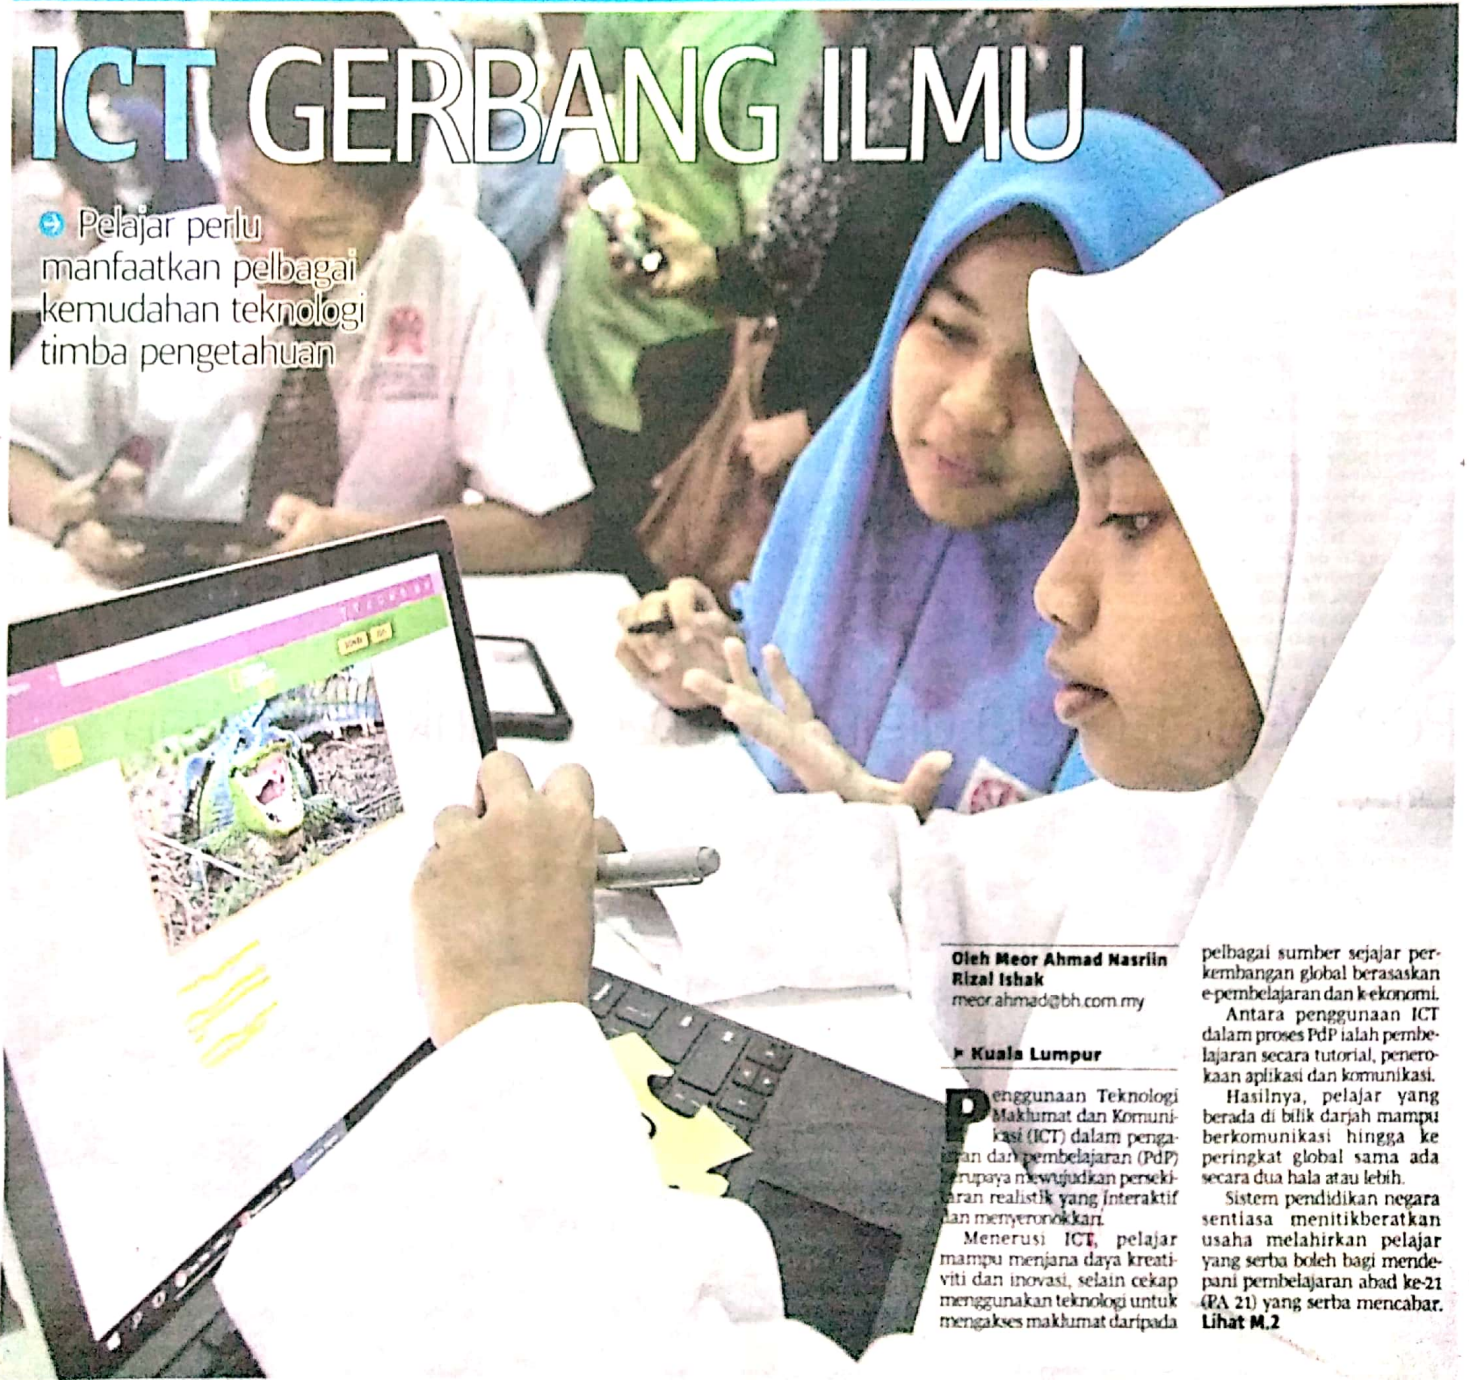 ICT GERBANG ILMU
Pelajar perlu
manfaatkan pelbagai
kemudahan teknologi
timba pengetahuan
Oleh Meor Ahmad Nasriin
Rizal Ishak
meor.ahmad@bh.com.my
Kuala Lumpur
Penggunaan Teknologi
Maklumat dan Komuni-
kasi (ICT) dalam penga-
jaran dan pembelajaran (PdP)
berupaya mewujudkan perseki-
taran realistik yang interaktif
dan menyeronokkan.
Menerusi ICT, pelajar
mampu menjana daya kreati-
viti dan inovasi, selain cekap
menggunakan teknologi untuk
mengakses maklumat daripada
pelbagai sumber sejajar per-
kembangan global berasaskan
e-pembelajaran dan k-ekonomi.
Antara penggunaan ICT
dalam proses PdP ialah pembe-
lajaran secara tutorial, penero-
kaan aplikasi dan komunikasi.
Hasilnya, pelajar yang
berada di bilik darjah mampu
berkomunikasi hingga ke
peringkat global sama ada
secara dua hala atau lebih.
Sistem pendidikan negara
sentiasa menitikberatkan
usaha melahirkan pelajar
yang serba boleh bagi mende-
pani pembelajaran abad ke-21
(PA 21) yang serba mencabar.
Lihat M.2